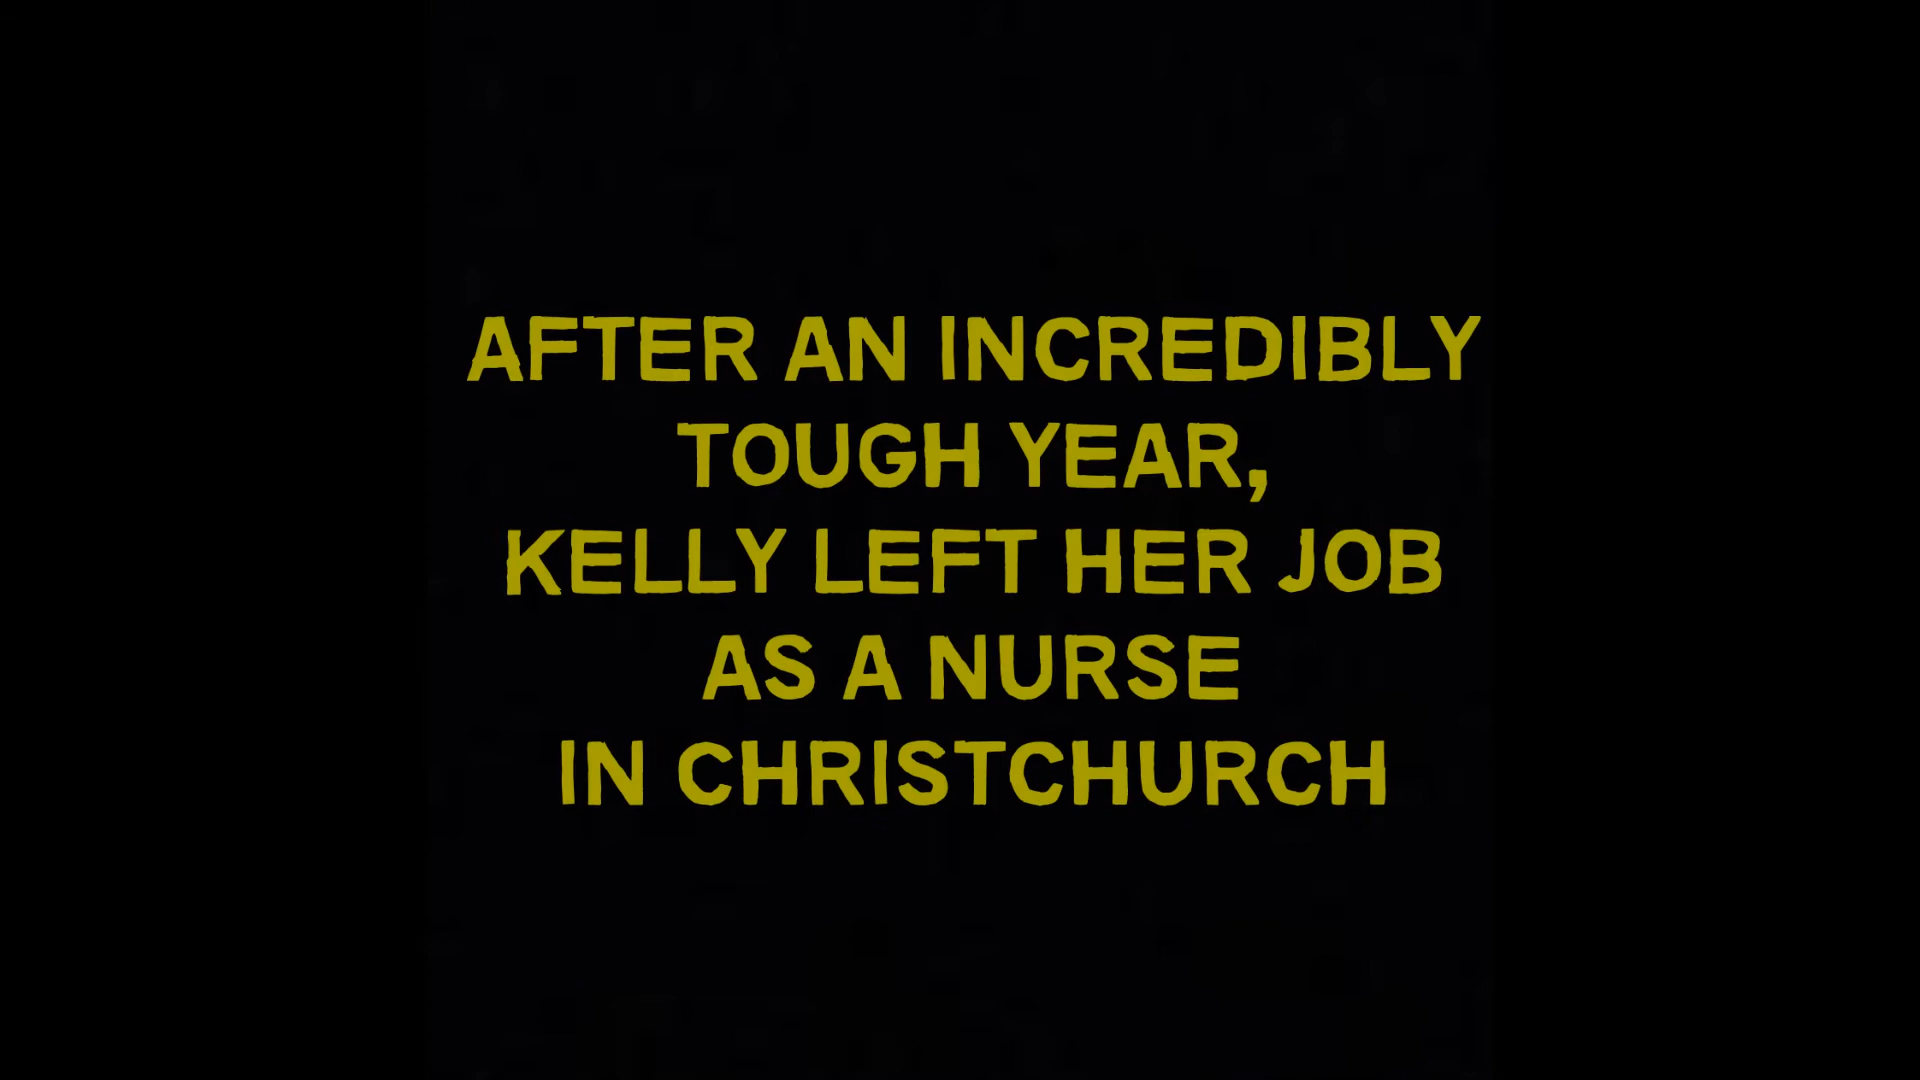 AFTER AN INCREDIBLY
TOUGH YEAR,
KELLY LEFT HER JOB
AS A NURSE
IN CHRISTCHURCH